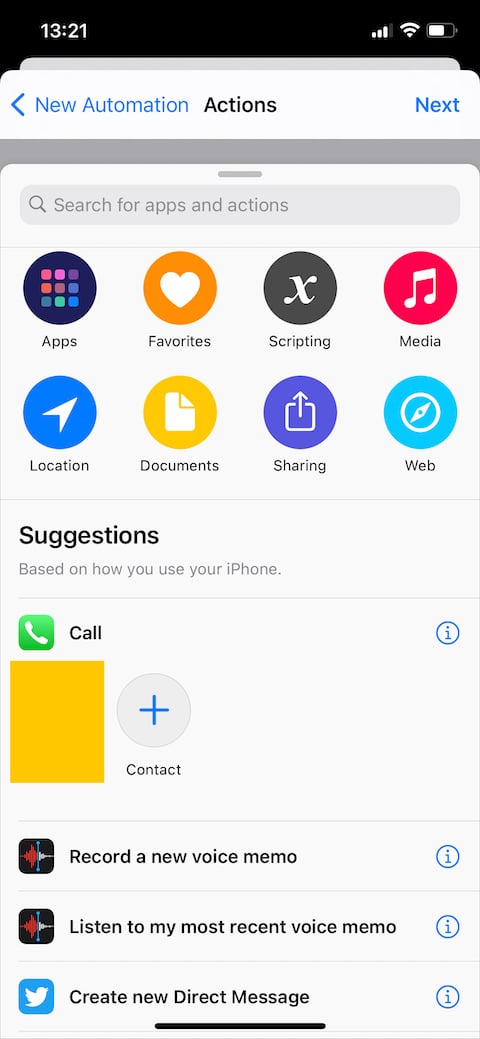 13:21
New Automation Actions Next
Search for apps and actions
Apps Favorites Scripting Media
Location Documents Sharing Web
Suggestions
Based on how you use your iPhone.
Call
Contact
Record a new voice memo
Listen to my most recent voice memo
Create new Direct Message